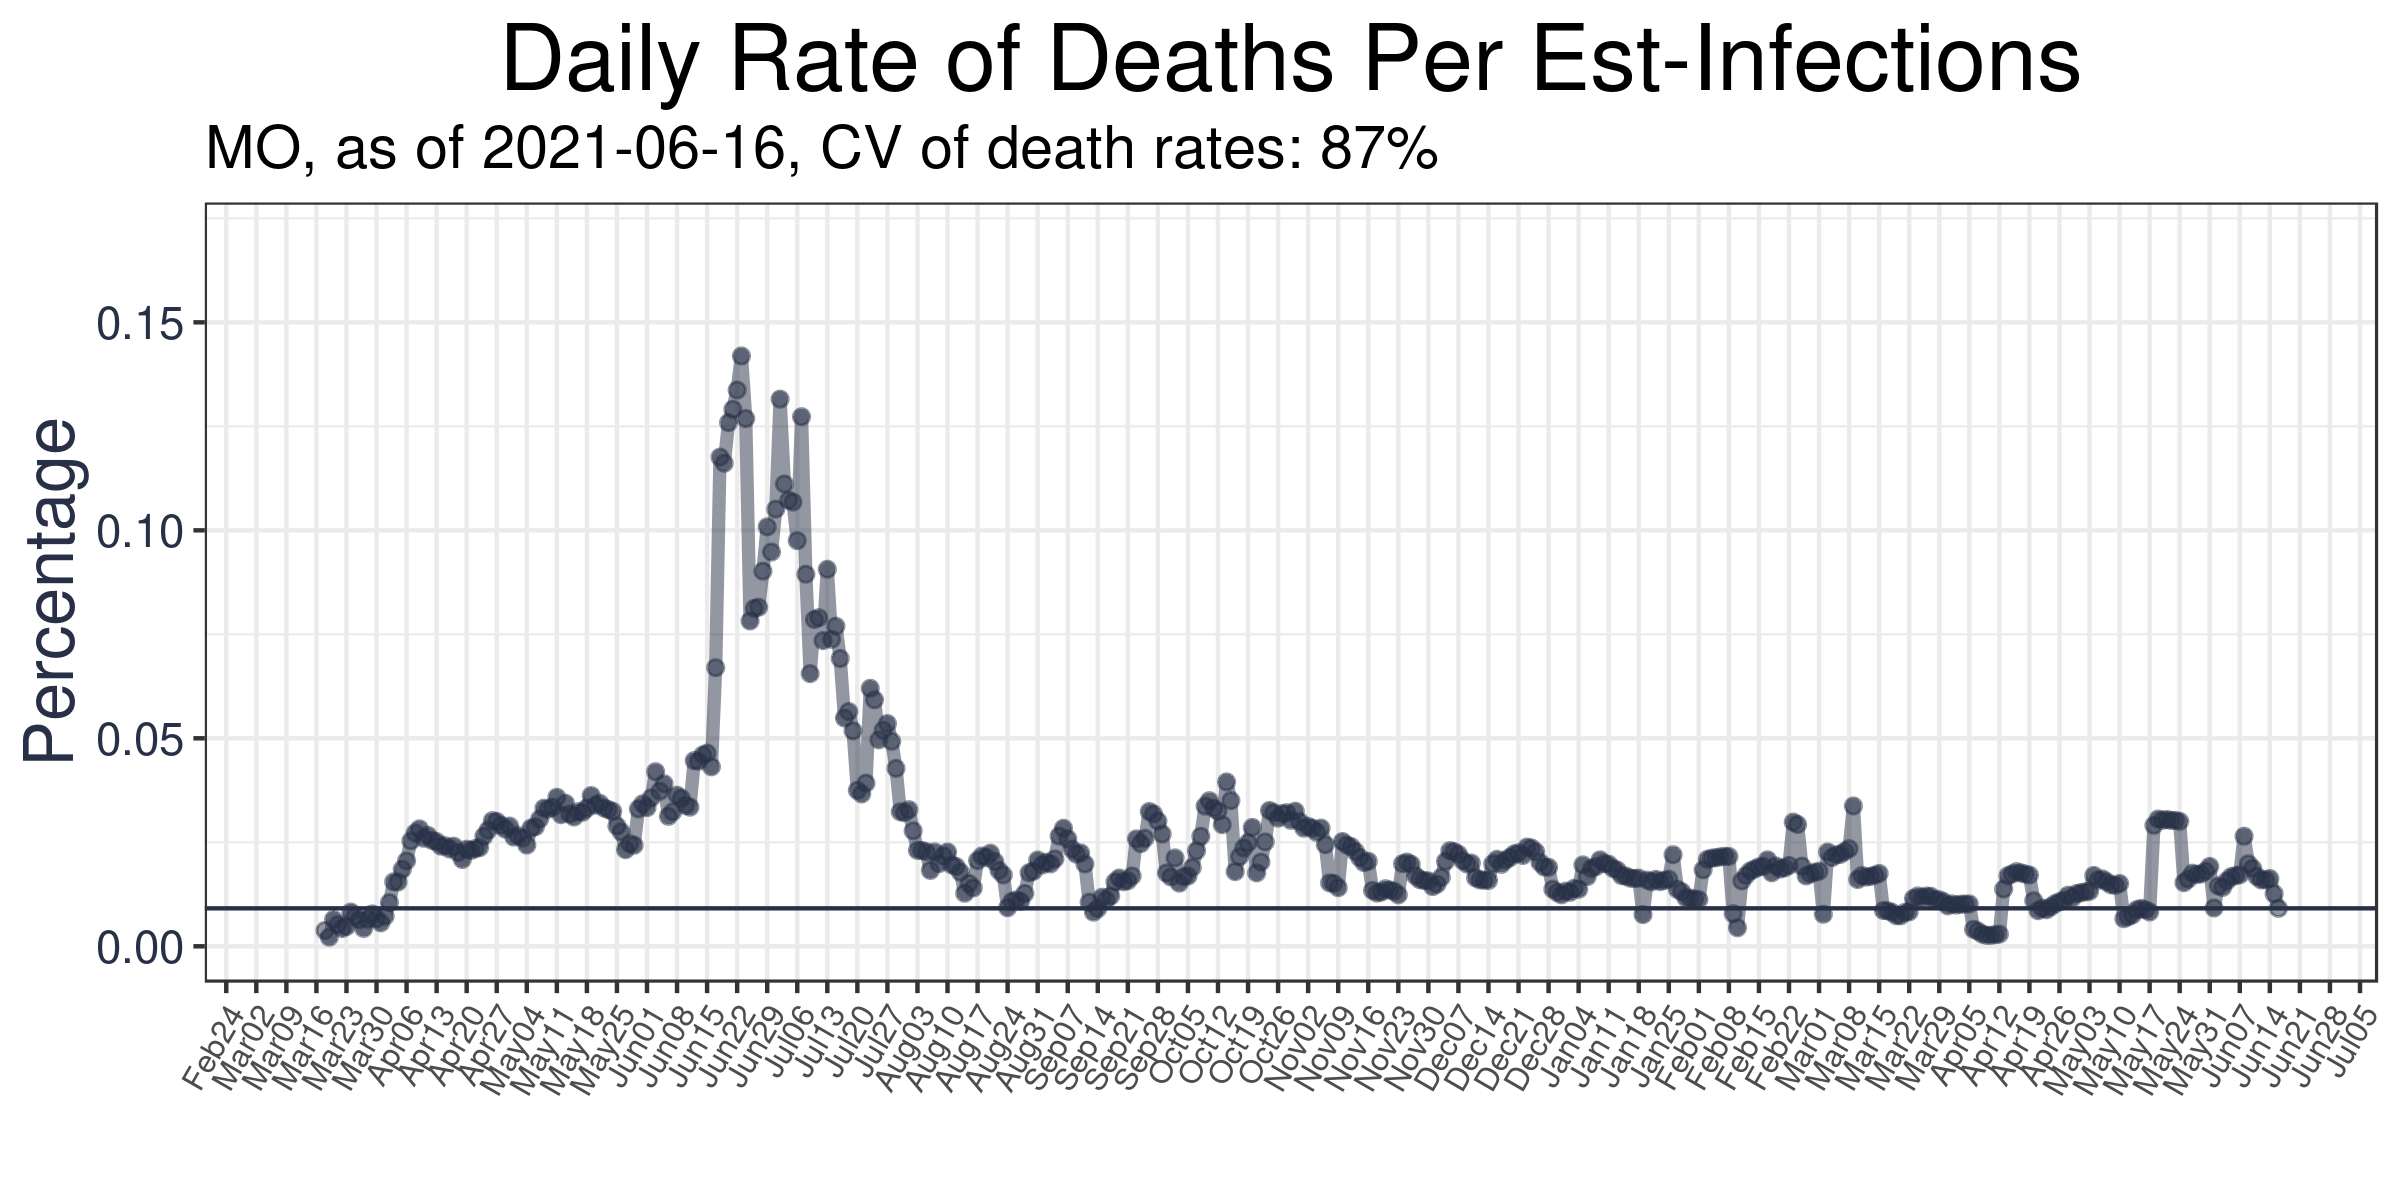 Daily Rate of Deaths Per Est-Infections
MO, as of 2021-06-16, CV of death rates: 87%
Percentage
0.15
0.10
0.05
0.00
Feb24
Mar02
Mar09
Mar16
Mar23
Mar30
Apr06
Apr13
Apr20
Apr27
May04
May11
May18
May25
Jun01
Jun08
Jun15
Jun22
Jun29
Jul06
Jul13
Jul20
Jul27
Aug03
Aug10
Aug17
Aug24
Aug31
Sep07
Sep14
Sep21
Sep28
Oct05
Oct12
Oct19
Oct26
Nov02
Nov09
Nov16
Nov23
Nov30
Dec07
Dec14
Dec21
Dec28
Jan04
Jan11
Jan18
Jan25
Feb01
Feb08
Feb15
Feb22
Mar01
Mar08
Mar15
Mar22
Mar29
Apr05
Apr12
Apr19
Apr26
May03
May10
May17
May24
May31
Jun07
Jun14
Jun21
Jun28
Jul05